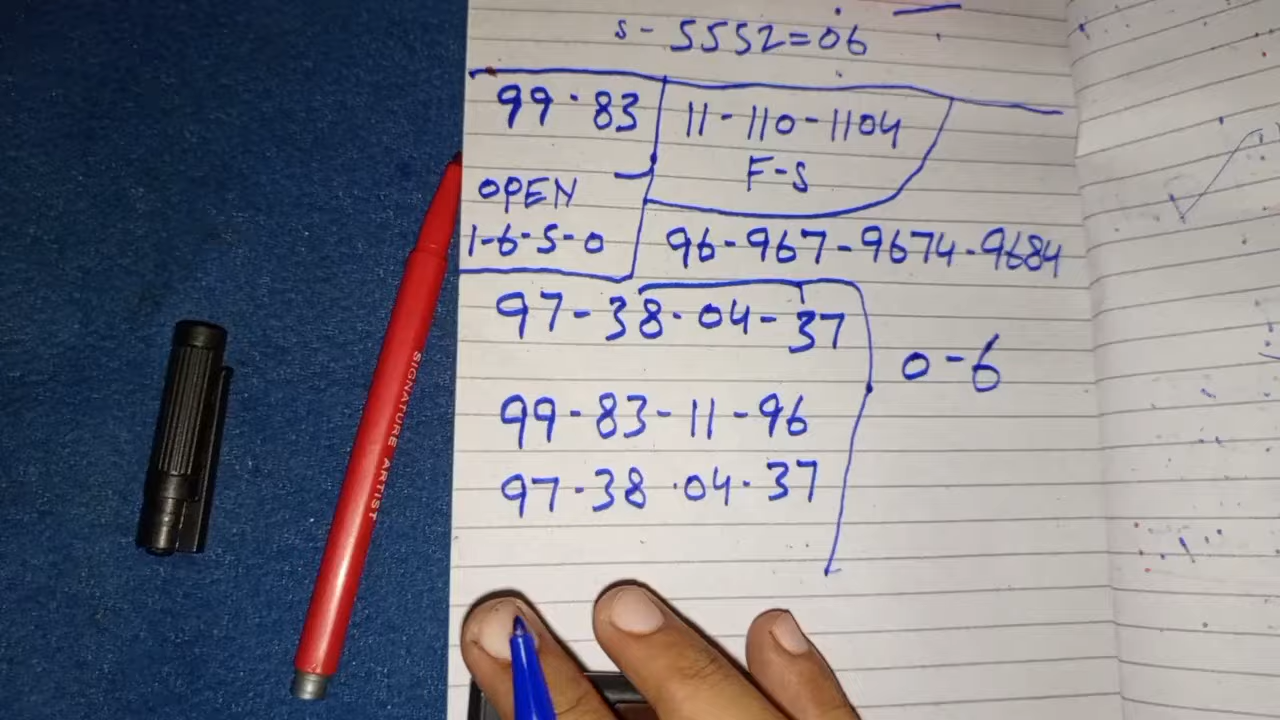 S - 5552 = 06
99 · 83
11 - 110 - 1104
F - S
OPEN
1-6-5-0
96 - 967 - 9674 - 9684
97 - 38 · 04 - 37
0 - 6
99 - 83 - 11 - 96
97 · 38 · 04 · 37
SIGNATURE ARTIST